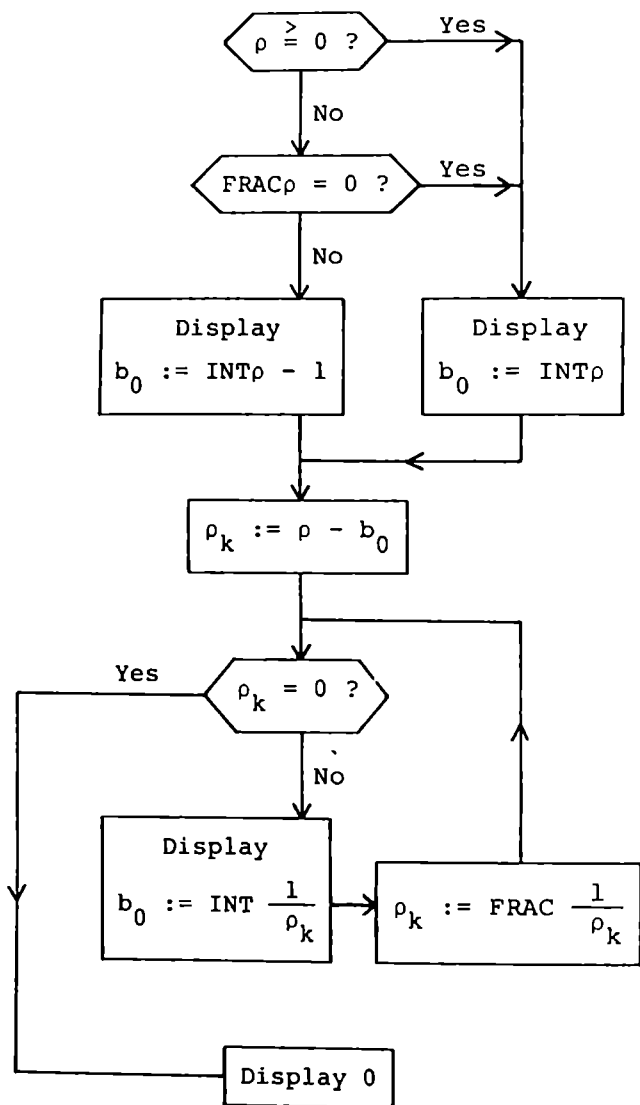 ρ ≧ 0 ?
Yes
No
FRACρ = 0 ?
Yes
No
Display
b₀ := INTρ - 1
Display
b₀ := INTρ
ρₖ := ρ - b₀
Yes
ρₖ = 0 ?
No
Display
b₀ := INT 1/ρₖ
ρₖ := FRAC 1/ρₖ
Display 0